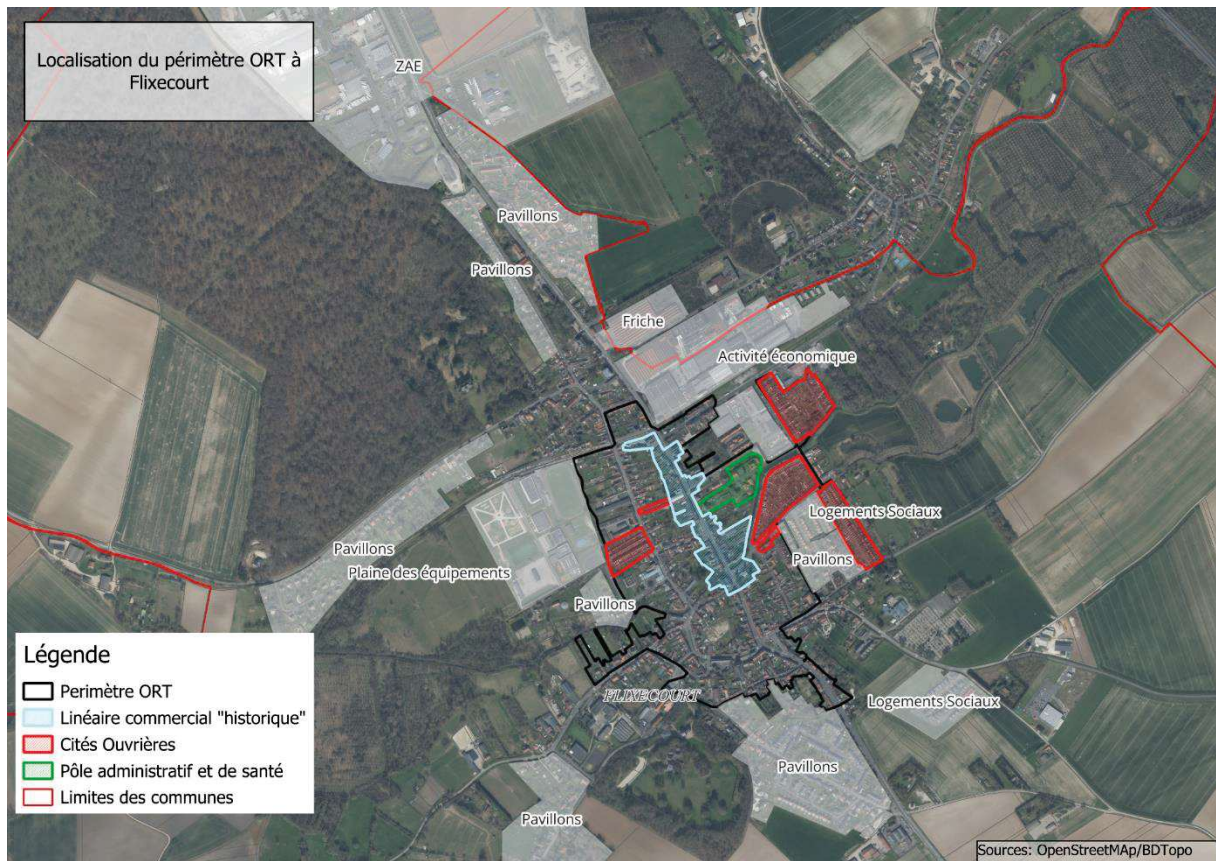 Localisation du périmètre ORT à
Flixecourt
ZAE
Pavillons
Pavillons
Friche
Activité économique
Logements Sociaux
Pavillons
Pavillons
Plaine des équipements
Pavillons
FLIXECOURT
Logements Sociaux
Pavillons
Pavillons
Légende
Perimètre ORT
Linéaire commercial "historique"
Cités Ouvrières
Pôle administratif et de santé
Limites des communes
Sources: OpenStreetMAp/BDTopo